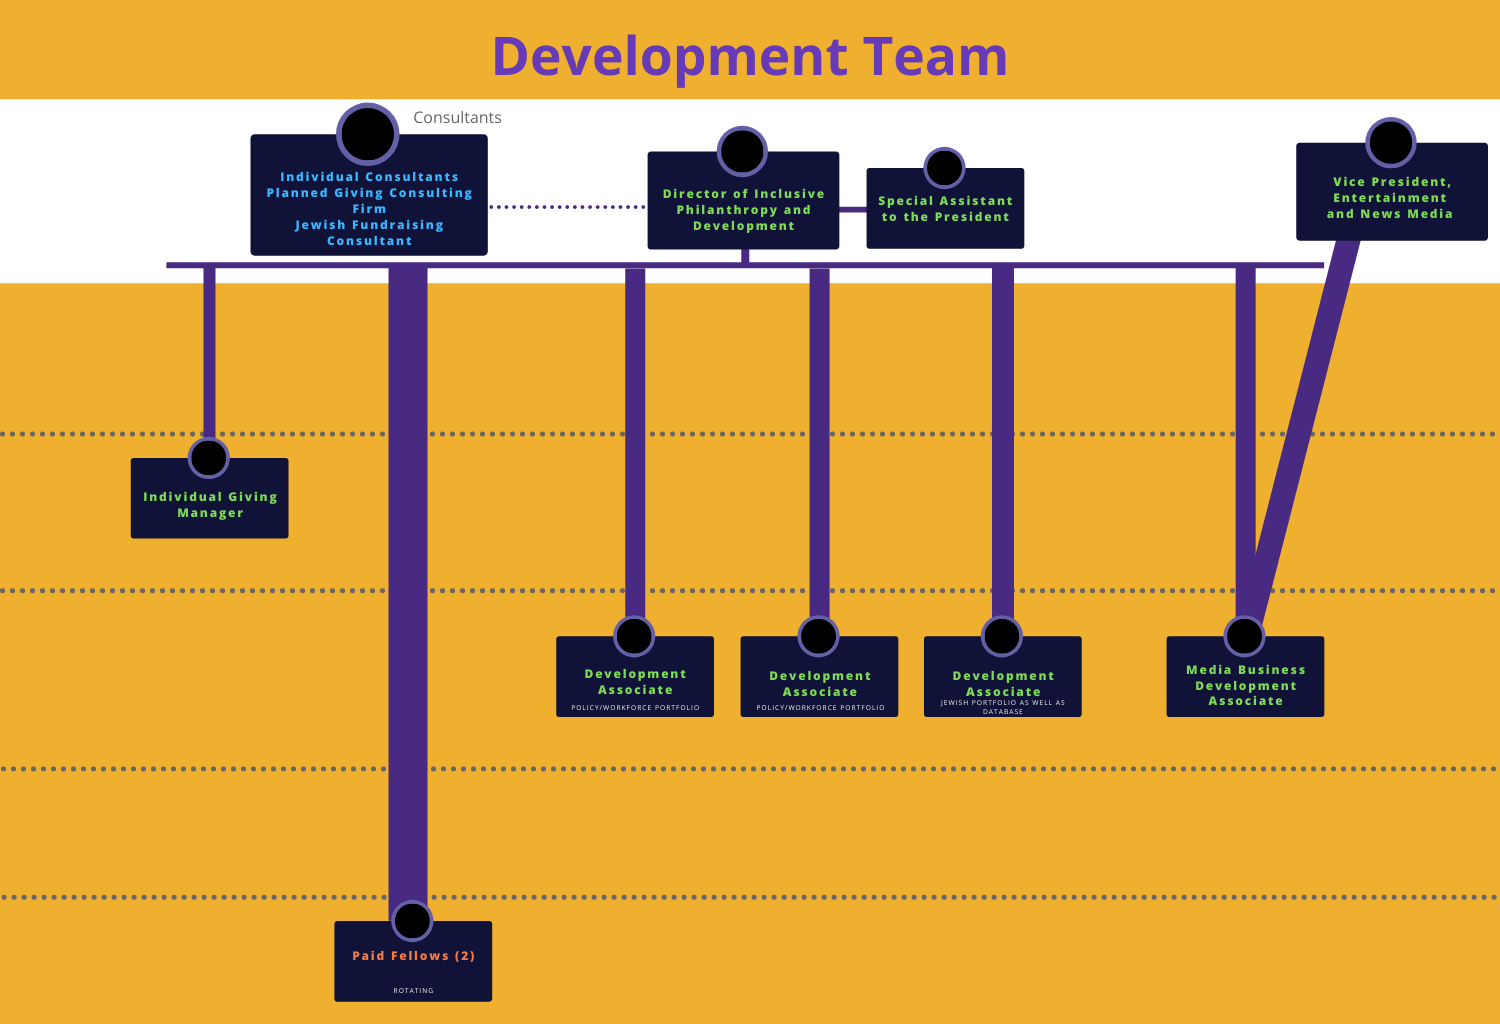 Development Team
Consultants
Individual Consultants
Planned Giving Consulting
Firm
Jewish Fundraising
Consultant
Director of Inclusive
Philanthropy and
Development
Special Assistant
to the President
Vice President,
Entertainment
and News Media
Individual Giving
Manager
Development
Associate
POLICY/WORKFORCE PORTFOLIO
Development
Associate
POLICY/WORKFORCE PORTFOLIO
Development
Associate
JEWISH PORTFOLIO AS WELL AS
DATABASE
Media Business
Development
Associate
Paid Fellows (2)
ROTATING